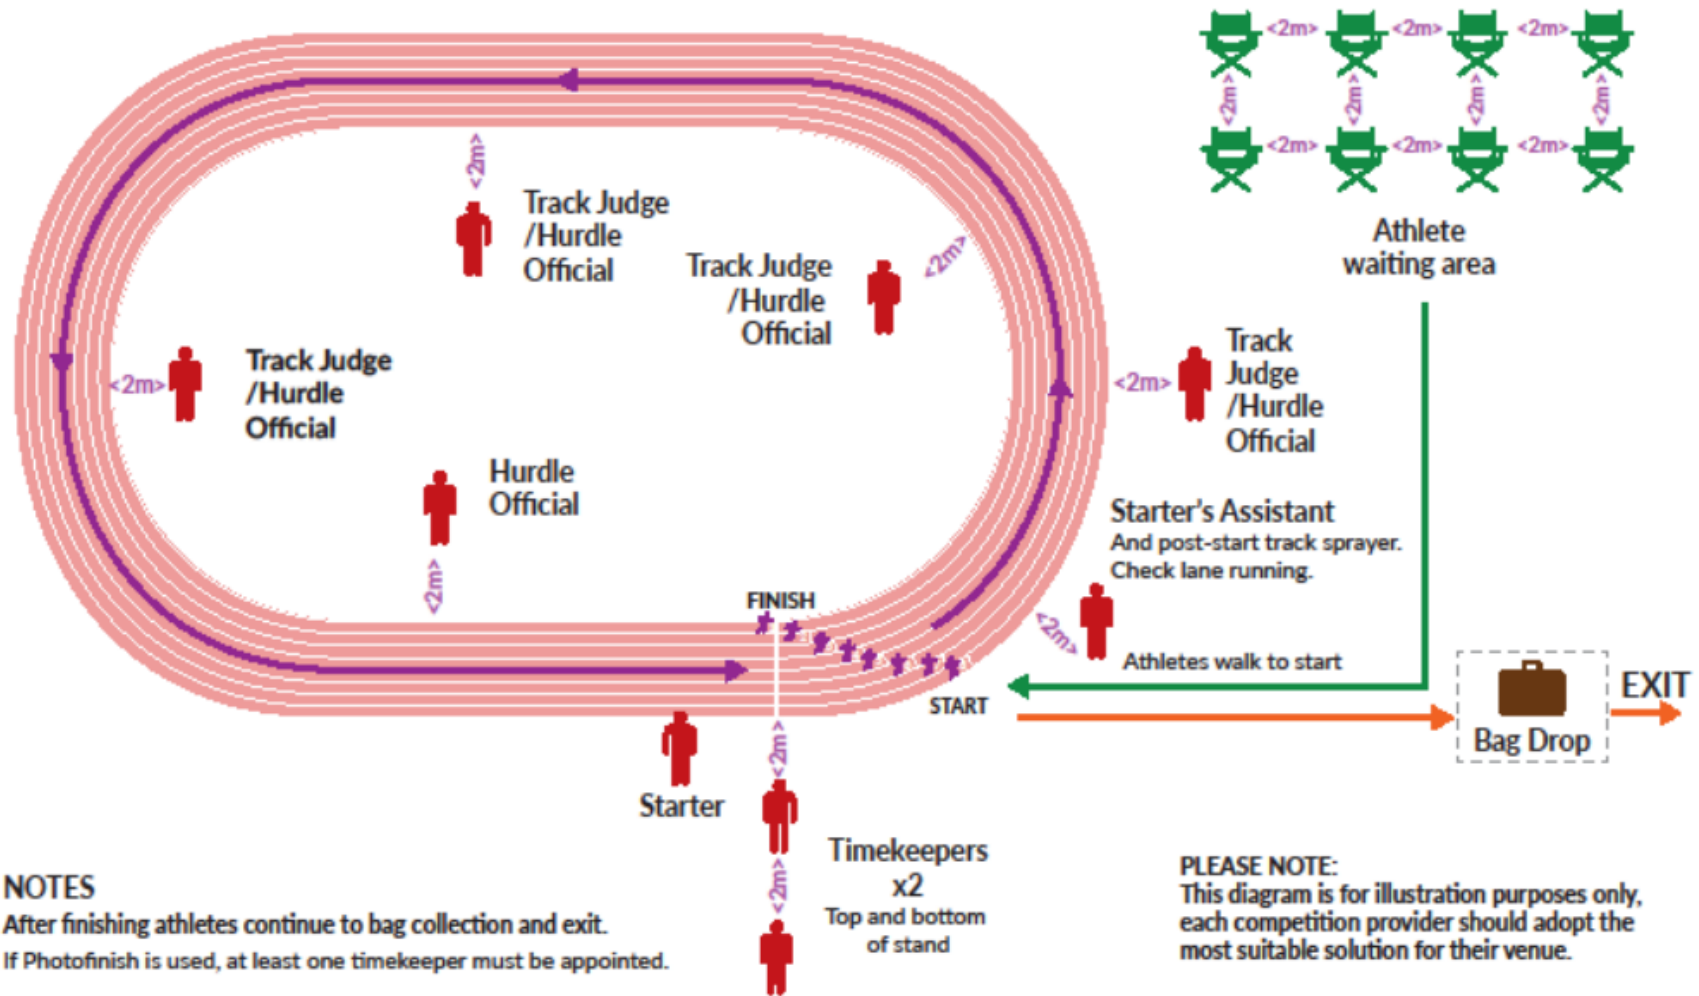 <2m> <2m> <2m>
<2m> <2m> <2m> <2m>
<2m> <2m> <2m>
Athlete
waiting area
<2m>
Track Judge
/Hurdle
Official
<2m>
Track Judge
/Hurdle
Official
<2m>
Track Judge
/Hurdle
Official
<2m>
Track
Judge
/Hurdle
Official
Hurdle
Official
<2m>
Starter's Assistant
And post-start track sprayer.
Check lane running.
<2m>
FINISH
Athletes walk to start
START
EXIT
Bag Drop
<2m>
Starter
<2m>
Timekeepers
x2
Top and bottom
of stand
NOTES
After finishing athletes continue to bag collection and exit.
If Photofinish is used, at least one timekeeper must be appointed.
PLEASE NOTE:
This diagram is for illustration purposes only,
each competition provider should adopt the
most suitable solution for their venue.